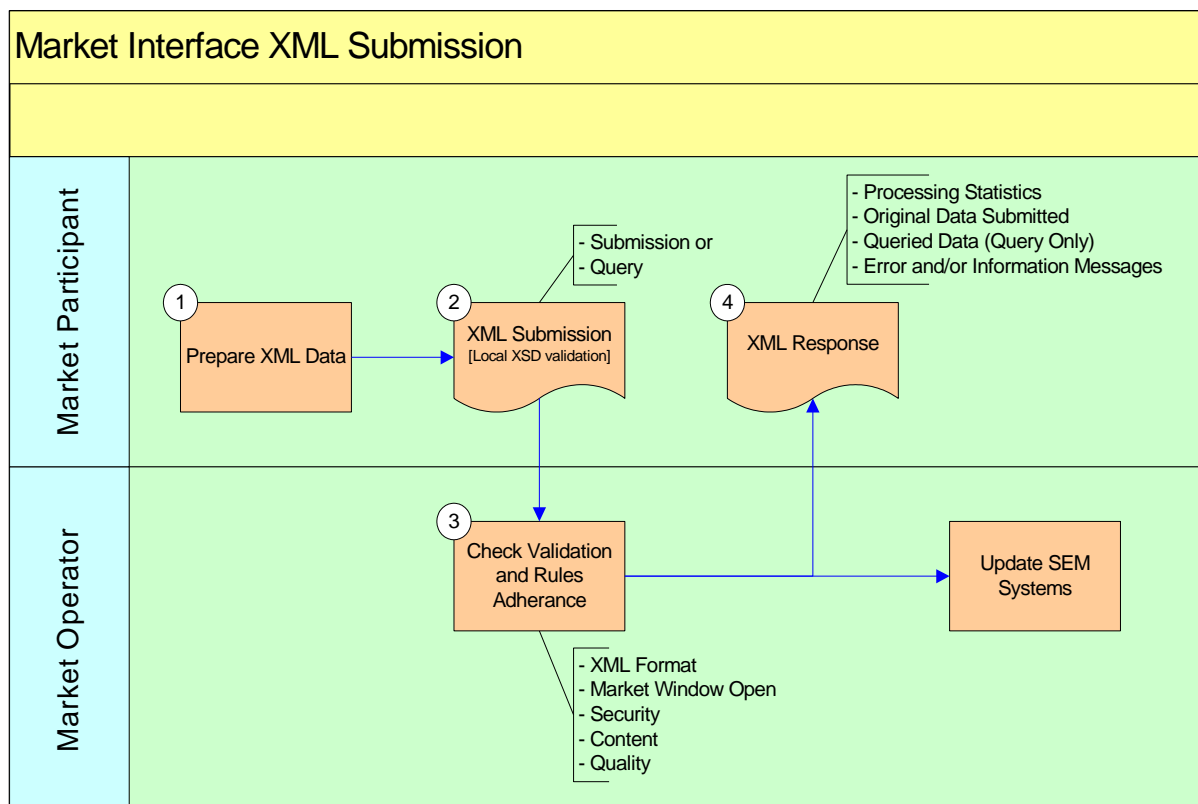 Market Interface XML Submission
Market Participant
- Processing Statistics
- Original Data Submitted
- Queried Data (Query Only)
- Error and/or Information Messages
- Submission or
- Query
1
Prepare XML Data
2
XML Submission
[Local XSD validation]
4
XML Response
Market Operator
3
Check Validation
and Rules
Adherance
Update SEM
Systems
- XML Format
- Market Window Open
- Security
- Content
- Quality